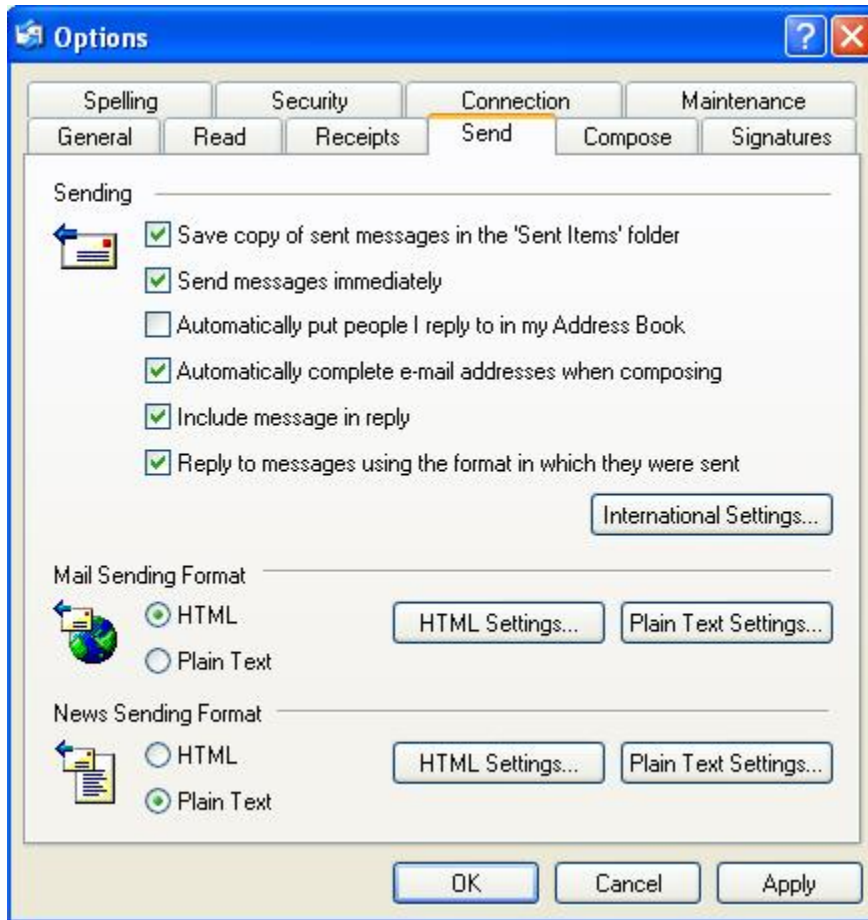 Options
Spelling Security Connection Maintenance
General Read Receipts Send Compose Signatures
Sending
Save copy of sent messages in the 'Sent Items' folder
Send messages immediately
Automatically put people I reply to in my Address Book
Automatically complete e-mail addresses when composing
Include message in reply
Reply to messages using the format in which they were sent
International Settings...
Mail Sending Format
HTML HTML Settings... Plain Text Settings...
Plain Text
News Sending Format
HTML HTML Settings... Plain Text Settings...
Plain Text
OK Cancel Apply